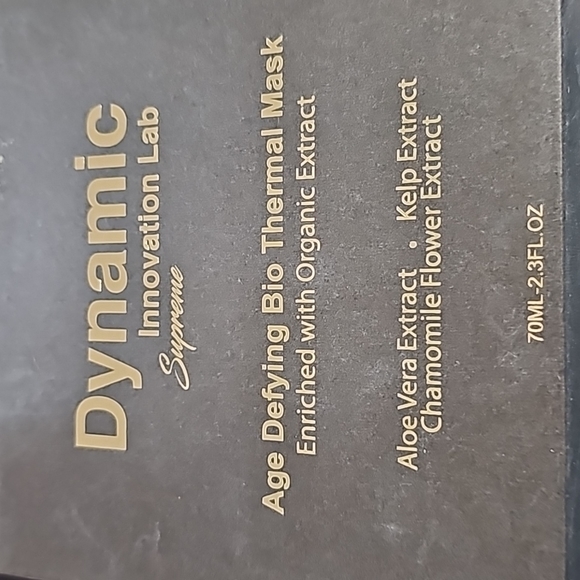 Dynamic
Innovation Lab
Supreme
Age Defying Bio Thermal Mask
Enriched with Organic Extract
Aloe Vera Extract • Kelp Extract
Chamomile Flower Extract
70ML-2.3FL.OZ